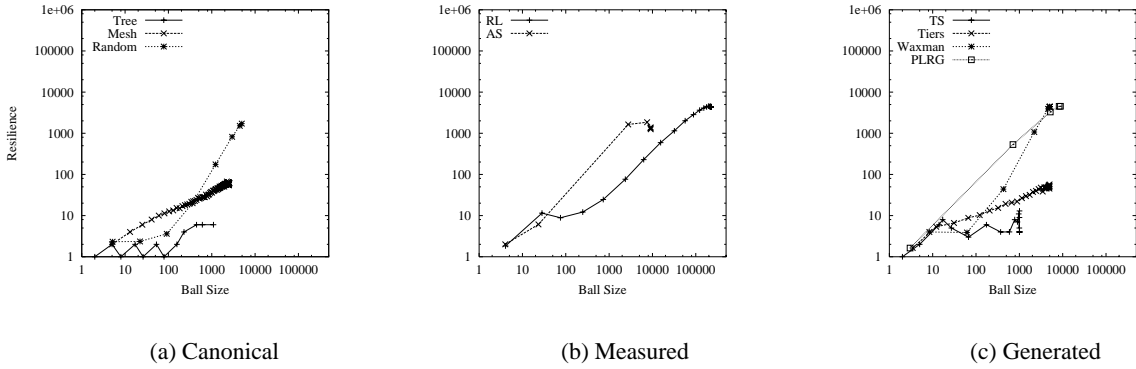 1e+06
100000
10000
1000
100
10
1
Resilience
Tree
Mesh
Random
1 10 100 1000 10000 100000
Ball Size
(a) Canonical
1e+06
100000
10000
1000
100
10
1
RL
AS
1 10 100 1000 10000 100000
Ball Size
(b) Measured
1e+06
100000
10000
1000
100
10
1
TS
Tiers
Waxman
PLRG
1 10 100 1000 10000 100000
Ball Size
(c) Generated